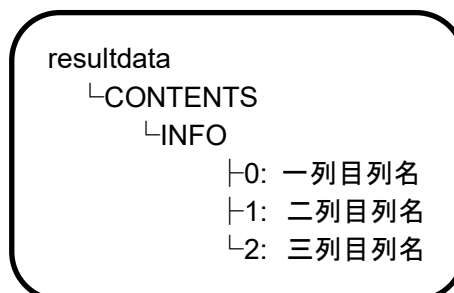 resultdata
└CONTENTS
└INFO
├0: 一列目列名
├1: 二列目列名
└2: 三列目列名